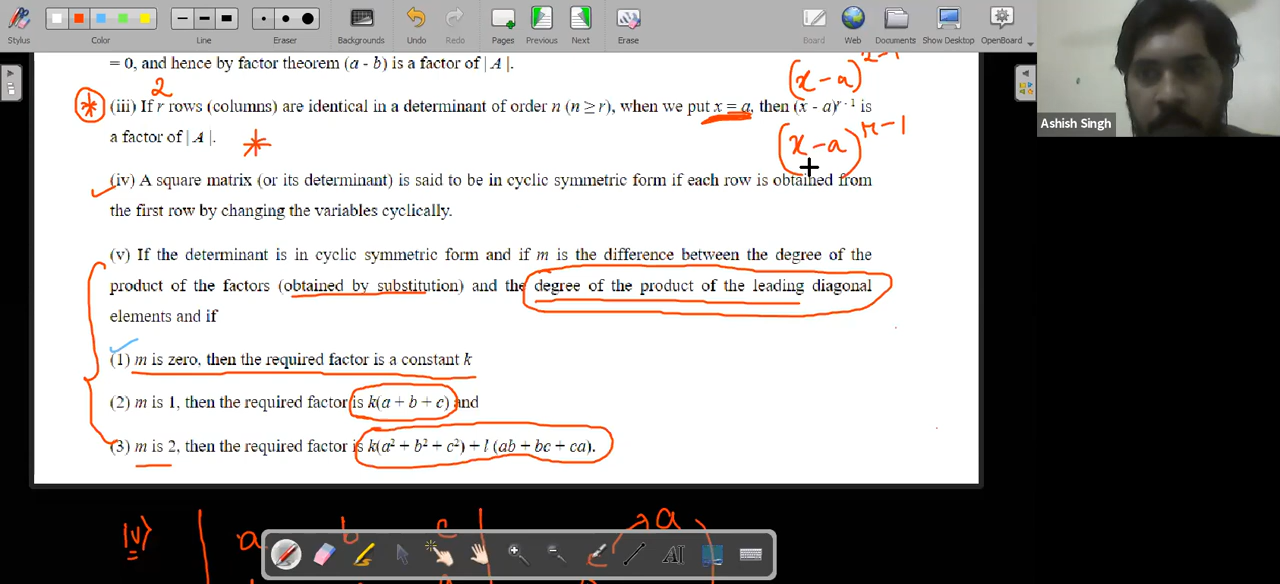 Stylus
Color
Line
Eraser
Backgrounds
Undo
Redo
Pages
Previous
Next
Erase
Board
Web
Documents
Show Desktop
OpenBoard
= 0, and hence by factor theorem (a - b) is a factor of | A |.
(x - a)²⁻¹
2
(iii) If r rows (columns) are identical in a determinant of order n (n ≥ r), when we put x = a, then (x - a)ʳ⁻¹ is
a factor of | A |.
(x - a)ʳ⁻¹
(iv) A square matrix (or its determinant) is said to be in cyclic symmetric form if each row is obtained from
the first row by changing the variables cyclically.
(v) If the determinant is in cyclic symmetric form and if m is the difference between the degree of the
product of the factors (obtained by substitution) and the degree of the product of the leading diagonal
elements and if
(1) m is zero, then the required factor is a constant k
(2) m is 1, then the required factor is k(a + b + c) and
(3) m is 2, then the required factor is k(a² + b² + c²) + l (ab + bc + ca).
Ashish Singh
(iv)
a b c
a
AI